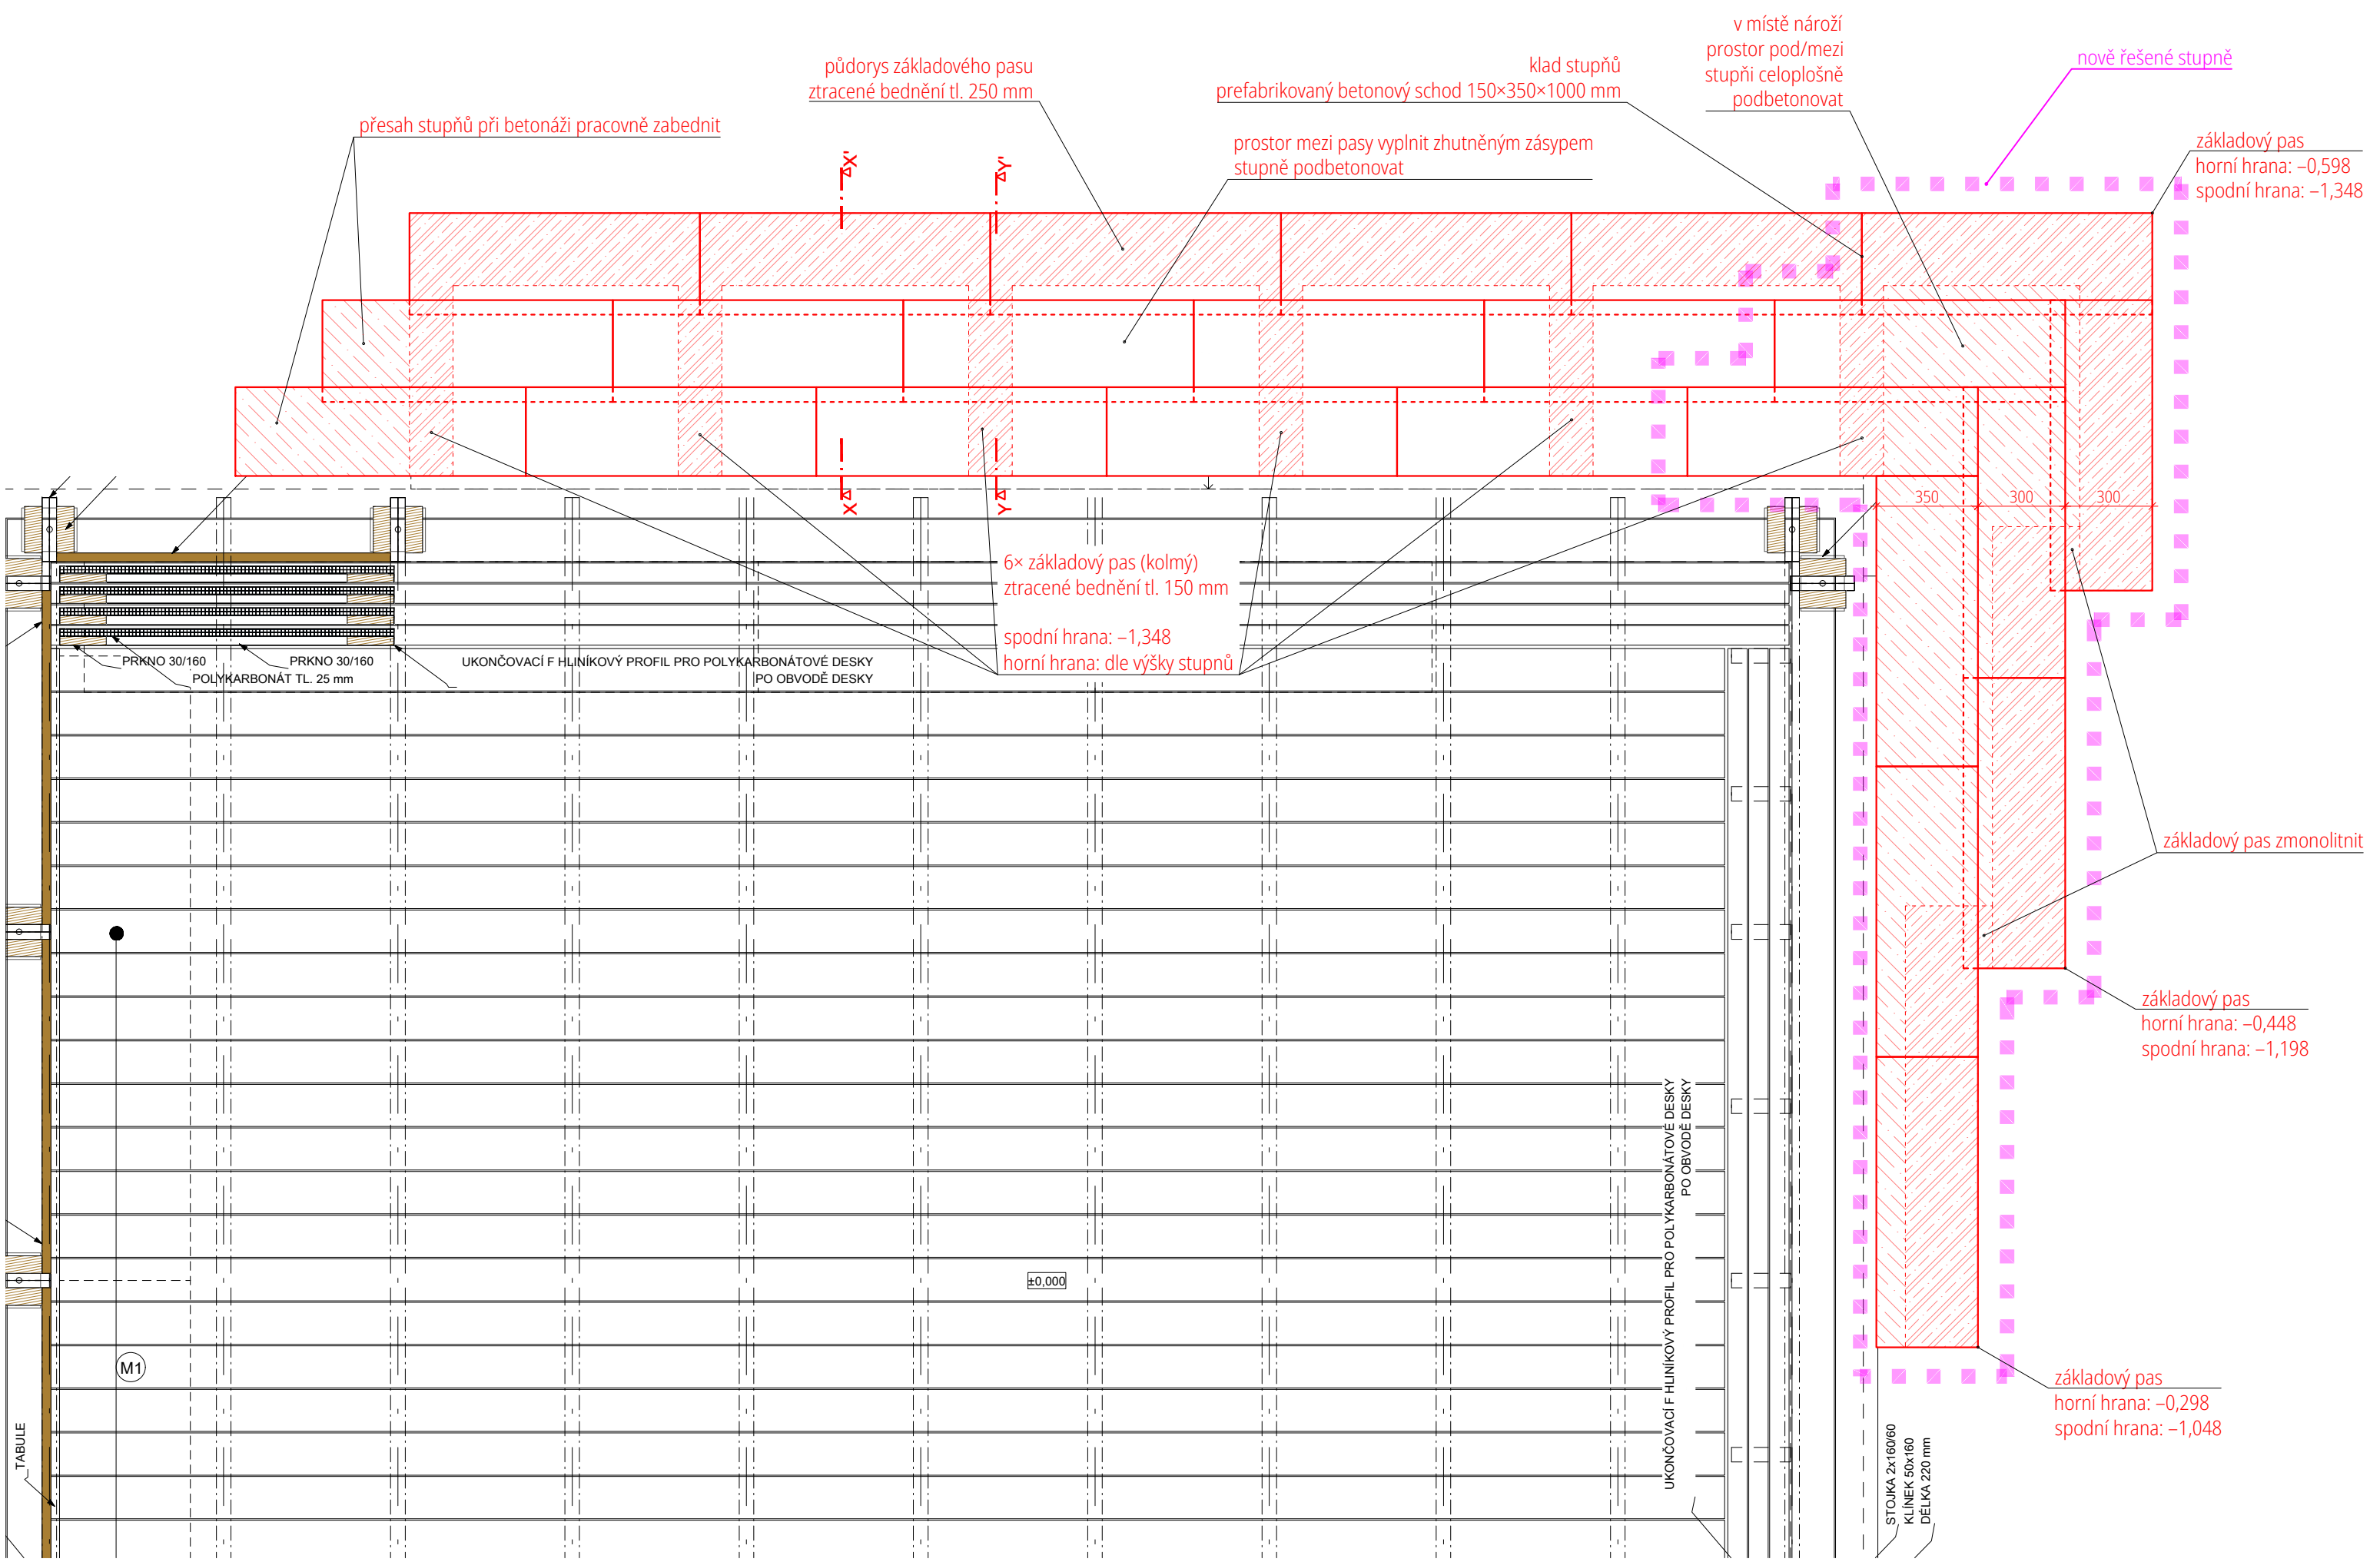 v místě nároží
prostor pod/mezi
stupňi celoplošně
podbetonovat
nově řešené stupně
půdorys základového pasu
ztracené bednění tl. 250 mm
klad stupňů
prefabrikovaný betonový schod 150×350×1000 mm
přesah stupňů při betonáži pracovně zabednit
prostor mezi pasy vyplnit zhutněným zásypem
stupně podbetonovat
základový pas
horní hrana: –0,598
spodní hrana: –1,348
X'
Y'
X
Y
350
300
300
6× základový pas (kolmý)
ztracené bednění tl. 150 mm
spodní hrana: –1,348
horní hrana: dle výšky stupnů
PRKNO 30/160
PRKNO 30/160
POLYKARBONÁT TL. 25 mm
UKONČOVACÍ F HLINÍKOVÝ PROFIL PRO POLYKARBONÁTOVÉ DESKY
PO OBVODĚ DESKY
základový pas zmonolitnit
základový pas
horní hrana: –0,448
spodní hrana: –1,198
UKONČOVACÍ F HLINÍKOVÝ PROFIL PRO POLYKARBONÁTOVÉ DESKY
PO OBVODĚ DESKY
±0,000
M1
základový pas
horní hrana: –0,298
spodní hrana: –1,048
TABULE
STOJKA 2x160/60
KLÍNEK 50x160
DÉLKA 220 mm